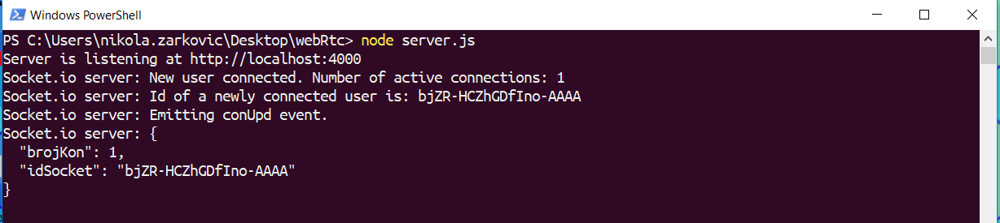 Windows PowerShell
PS C:\Users\nikola.zarkovic\Desktop\webRtc> node server.js
Server is listening at http://localhost:4000
Socket.io server: New user connected. Number of active connections: 1
Socket.io server: Id of a newly connected user is: bjZR-HCZhGDfIno-AAAA
Socket.io server: Emitting conUpd event.
Socket.io server: {
  "brojKon": 1,
  "idSocket": "bjZR-HCZhGDfIno-AAAA"
}